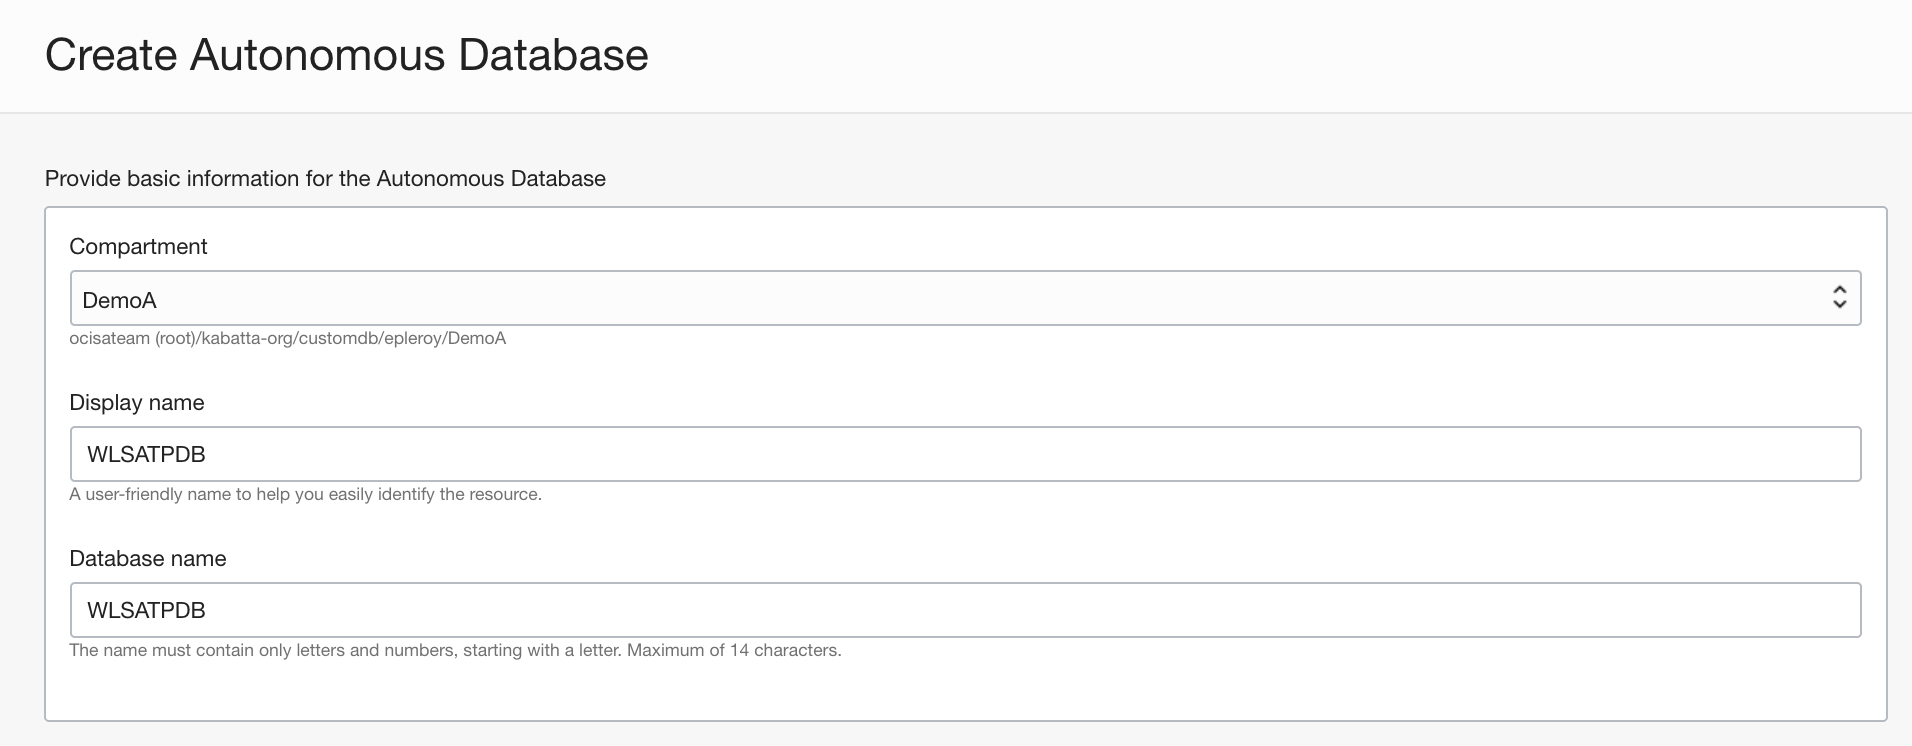 Create Autonomous Database
Provide basic information for the Autonomous Database
Compartment
DemoA
ocisateam (root)/kabatta-org/customdb/epleroy/DemoA
Display name
WLSATPDB
A user-friendly name to help you easily identify the resource.
Database name
WLSATPDB
The name must contain only letters and numbers, starting with a letter. Maximum of 14 characters.